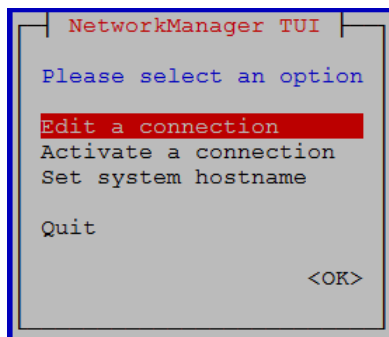 NetworkManager TUI
Please select an option
Edit a connection
Activate a connection
Set system hostname
Quit
<OK>